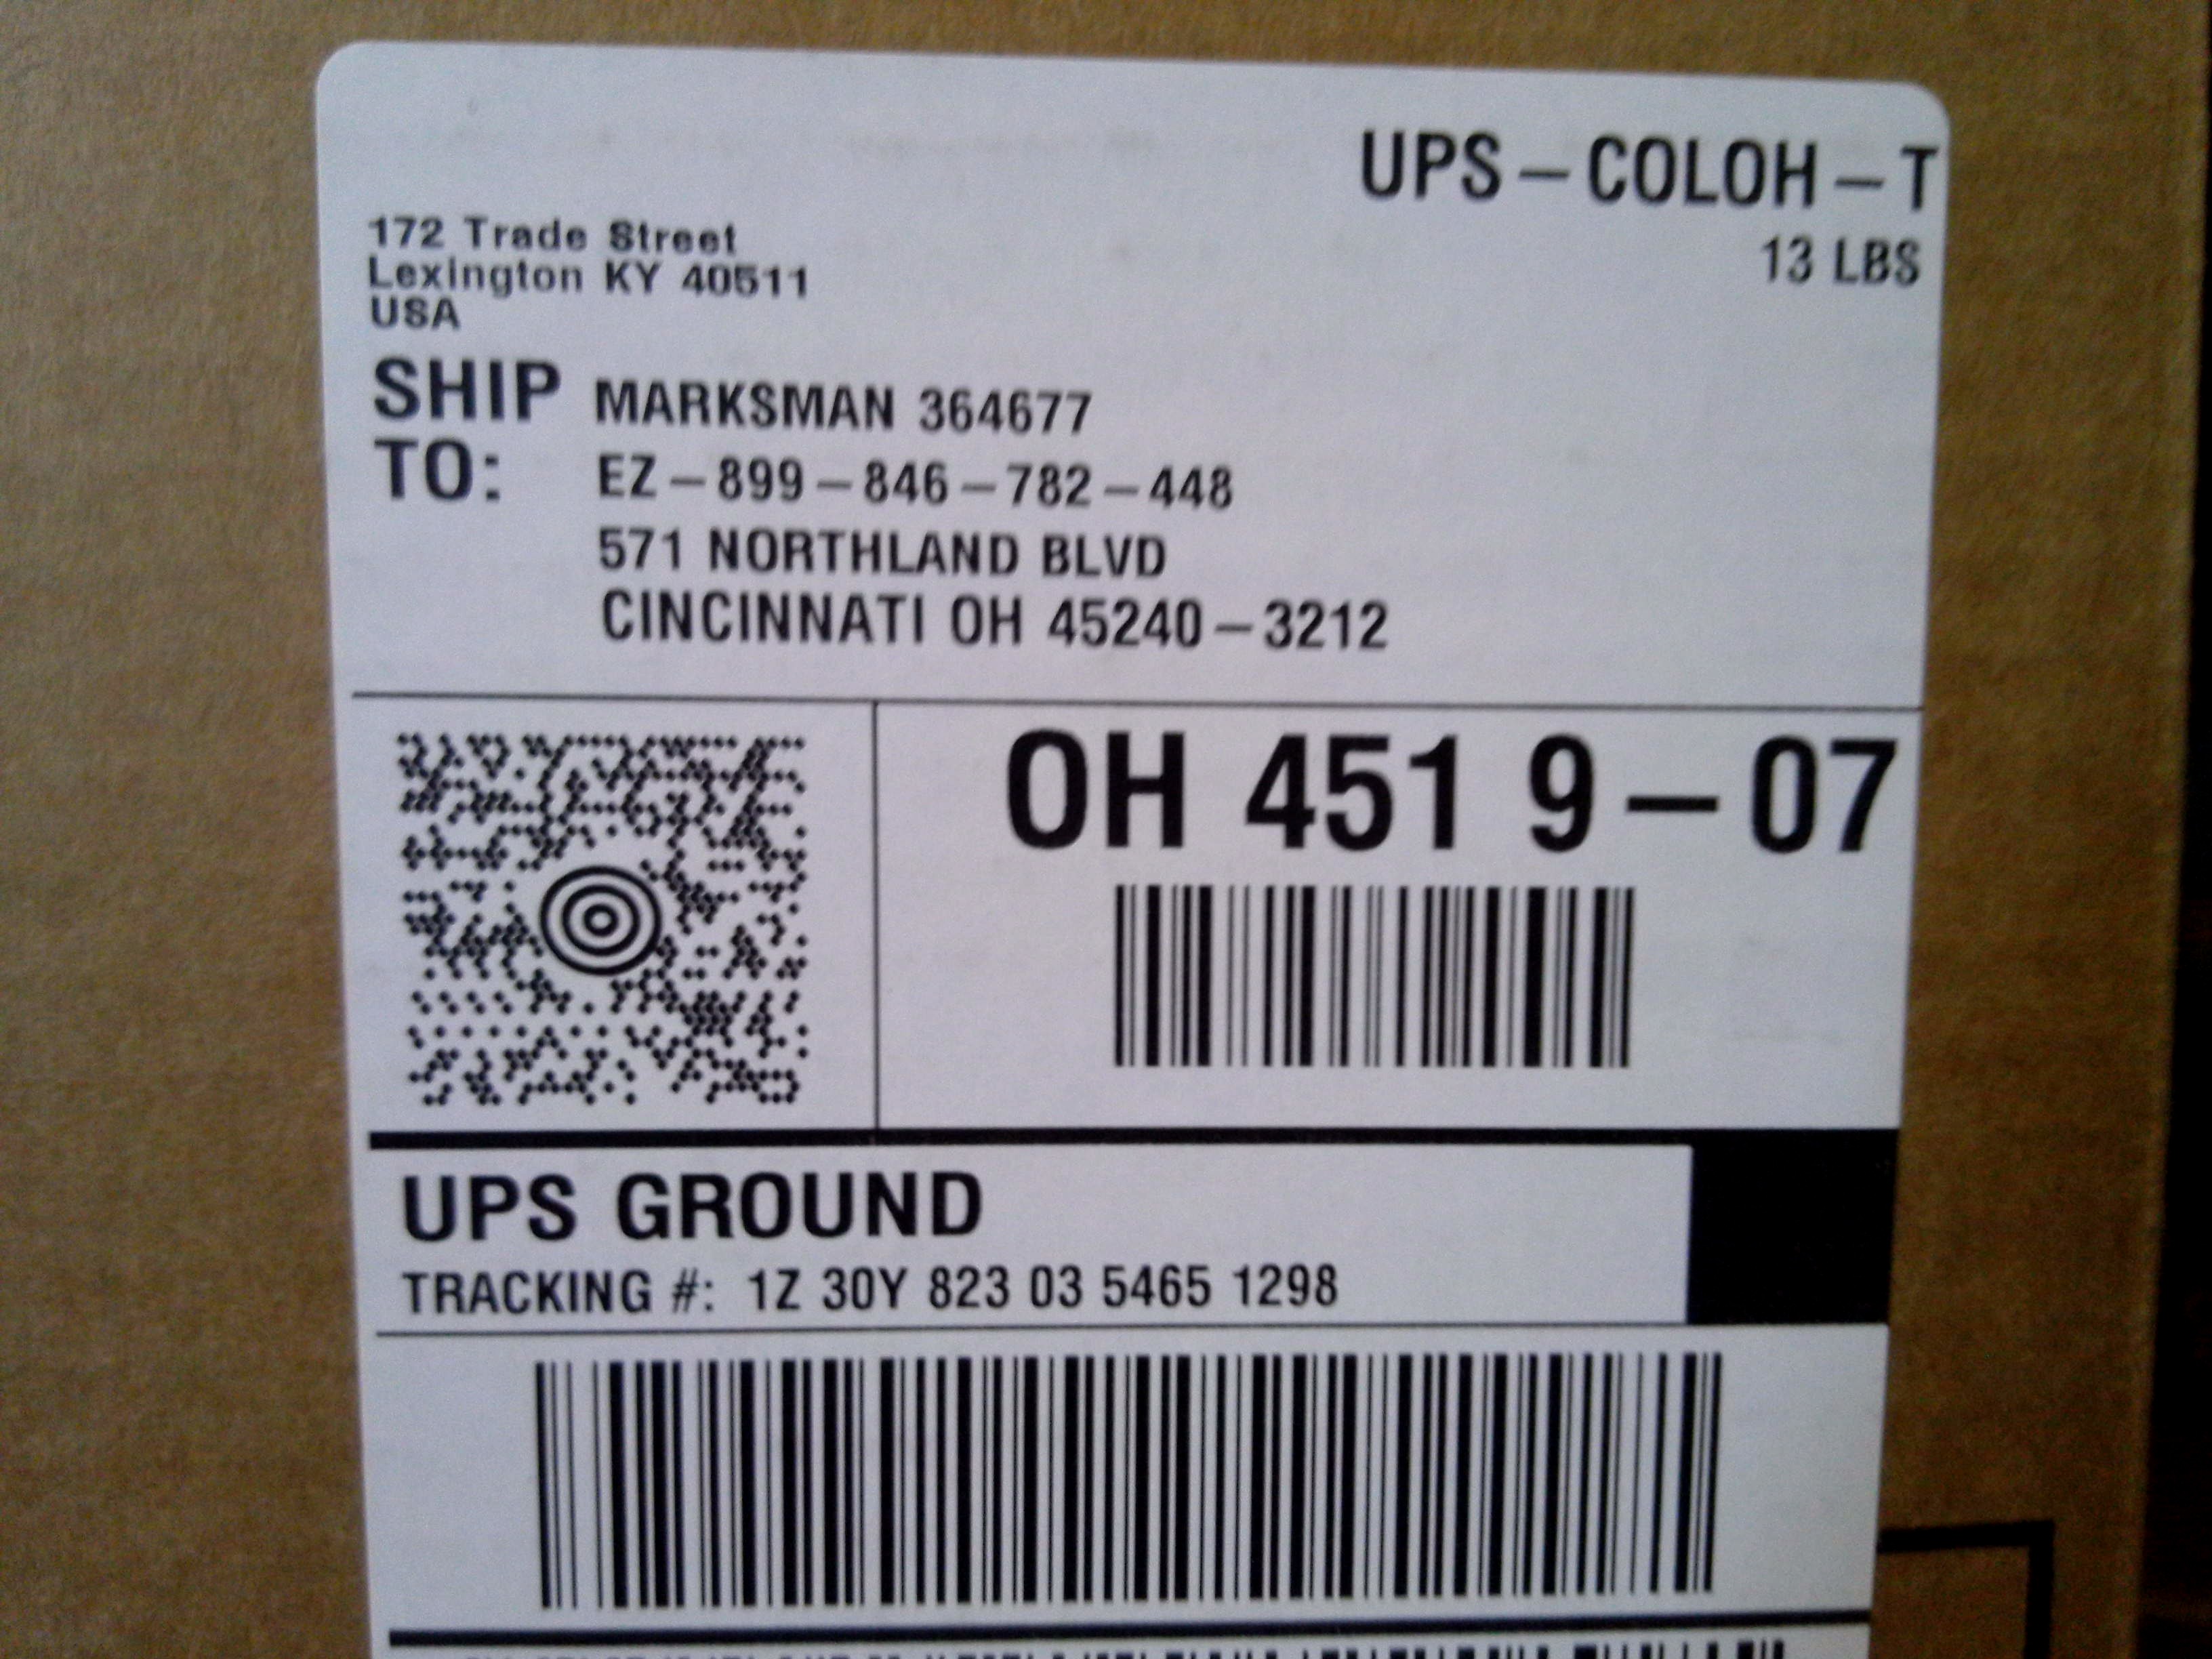 UPS-COLOH-T
13 LBS
172 Trade Street
Lexington KY 40511
USA
SHIP TO:
MARKSMAN 364677
EZ-899-846-782-448
571 NORTHLAND BLVD
CINCINNATI OH 45240-3212
OH 451 9-07
UPS GROUND
TRACKING #: 1Z 30Y 823 03 5465 1298